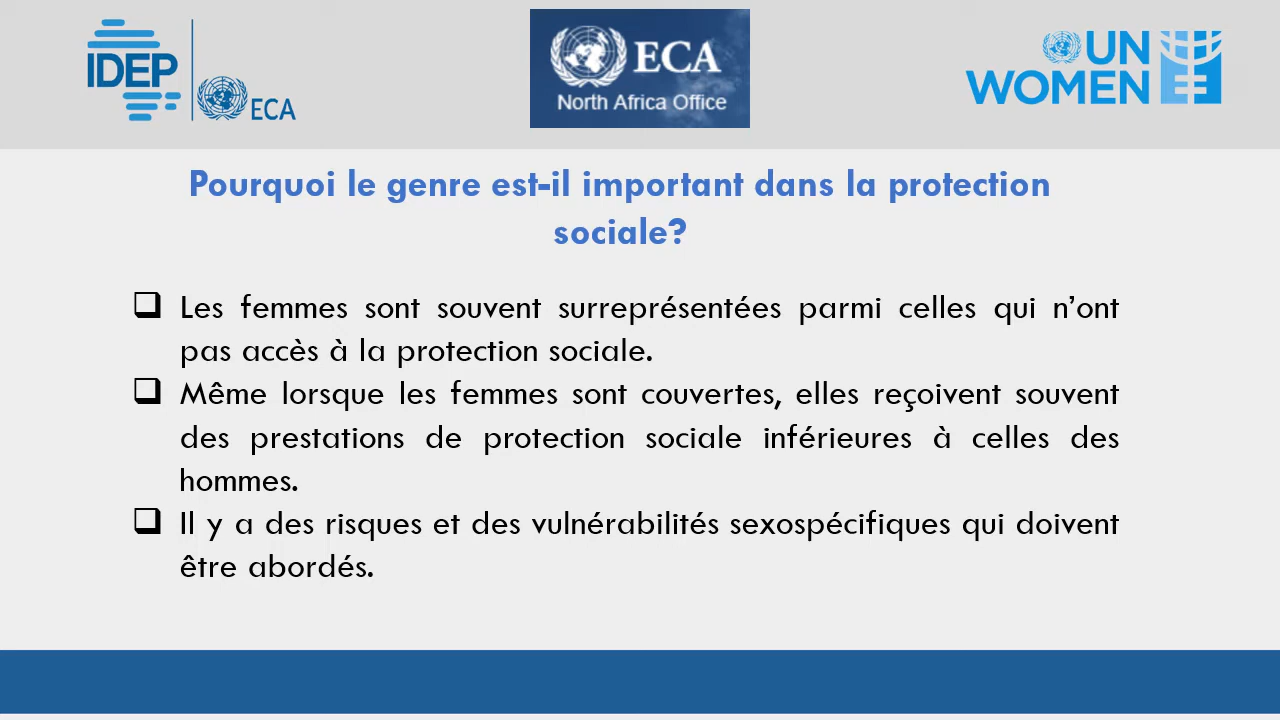 IDEP
ECA
ECA
North Africa Office
UN
WOMEN
Pourquoi le genre est-il important dans la protection
sociale?
Les femmes sont souvent surreprésentées parmi celles qui n’ont
pas accès à la protection sociale.
Même lorsque les femmes sont couvertes, elles reçoivent souvent
des prestations de protection sociale inférieures à celles des
hommes.
Il y a des risques et des vulnérabilités sexospécifiques qui doivent
être abordés.